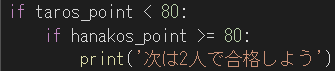 if taros_point < 80:
    if hanakos_point >= 80:
        print('次は2人で合格しよう')